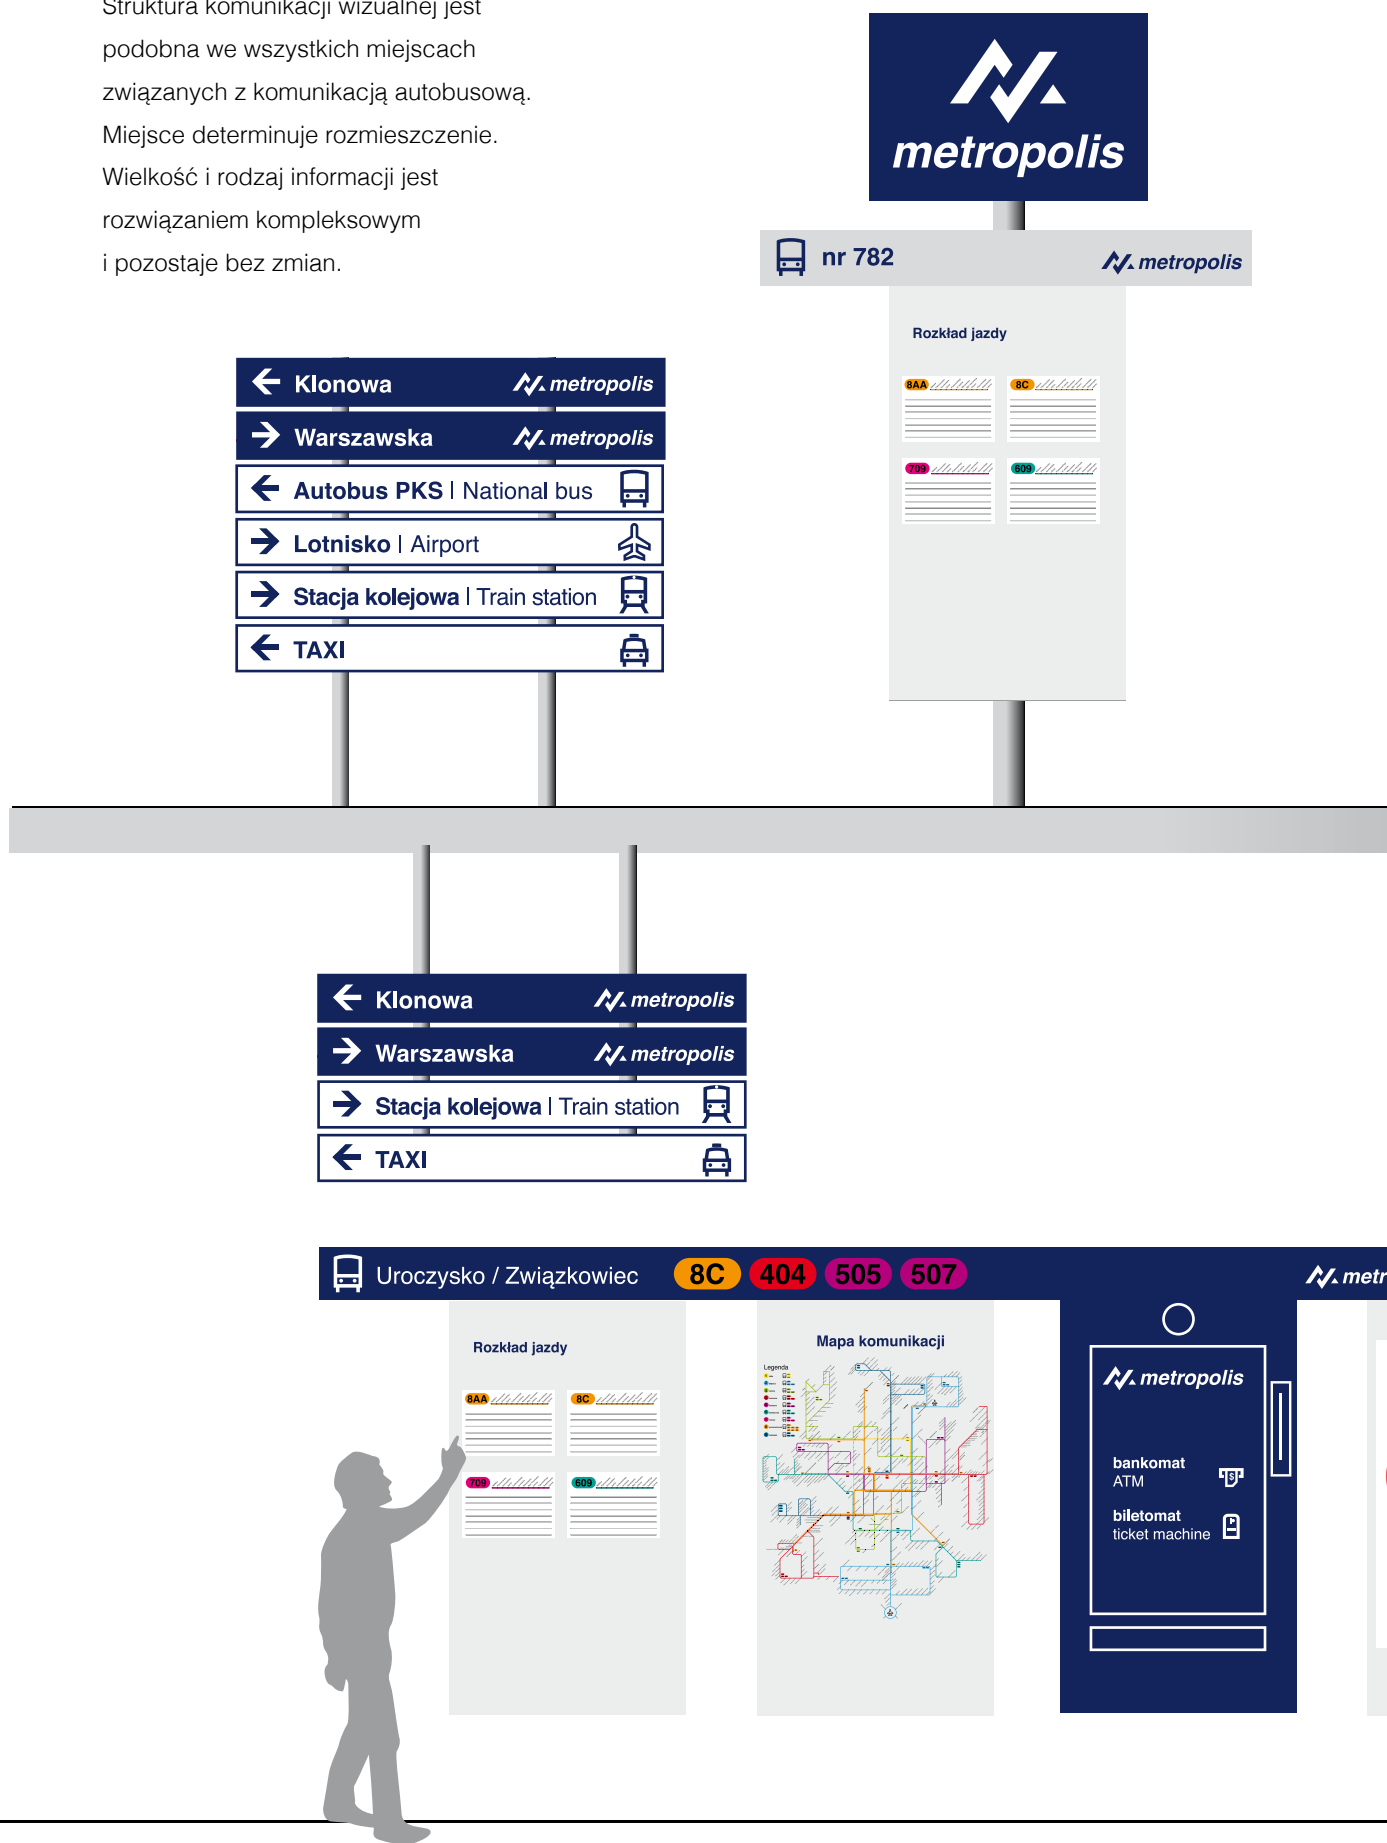 Struktura komunikacji wizualnej jest
podobna we wszystkich miejscach
związanych z komunikacją autobusową.
Miejsce determinuje rozmieszczenie.
Wielkość i rodzaj informacji jest
rozwiązaniem kompleksowym
i pozostaje bez zmian.
metropolis
nr 782 metropolis
Rozkład jazdy
8AA 8C
709 609
Klonowa metropolis
Warszawska metropolis
Autobus PKS | National bus
Lotnisko | Airport
Stacja kolejowa | Train station
TAXI
Klonowa metropolis
Warszawska metropolis
Stacja kolejowa | Train station
TAXI
Uroczysko / Związkowiec 8C 404 505 507 metr
Rozkład jazdy
8AA 8C
709 609
Mapa komunikacji
Legenda
metropolis
bankomat
ATM
biletomat
ticket machine